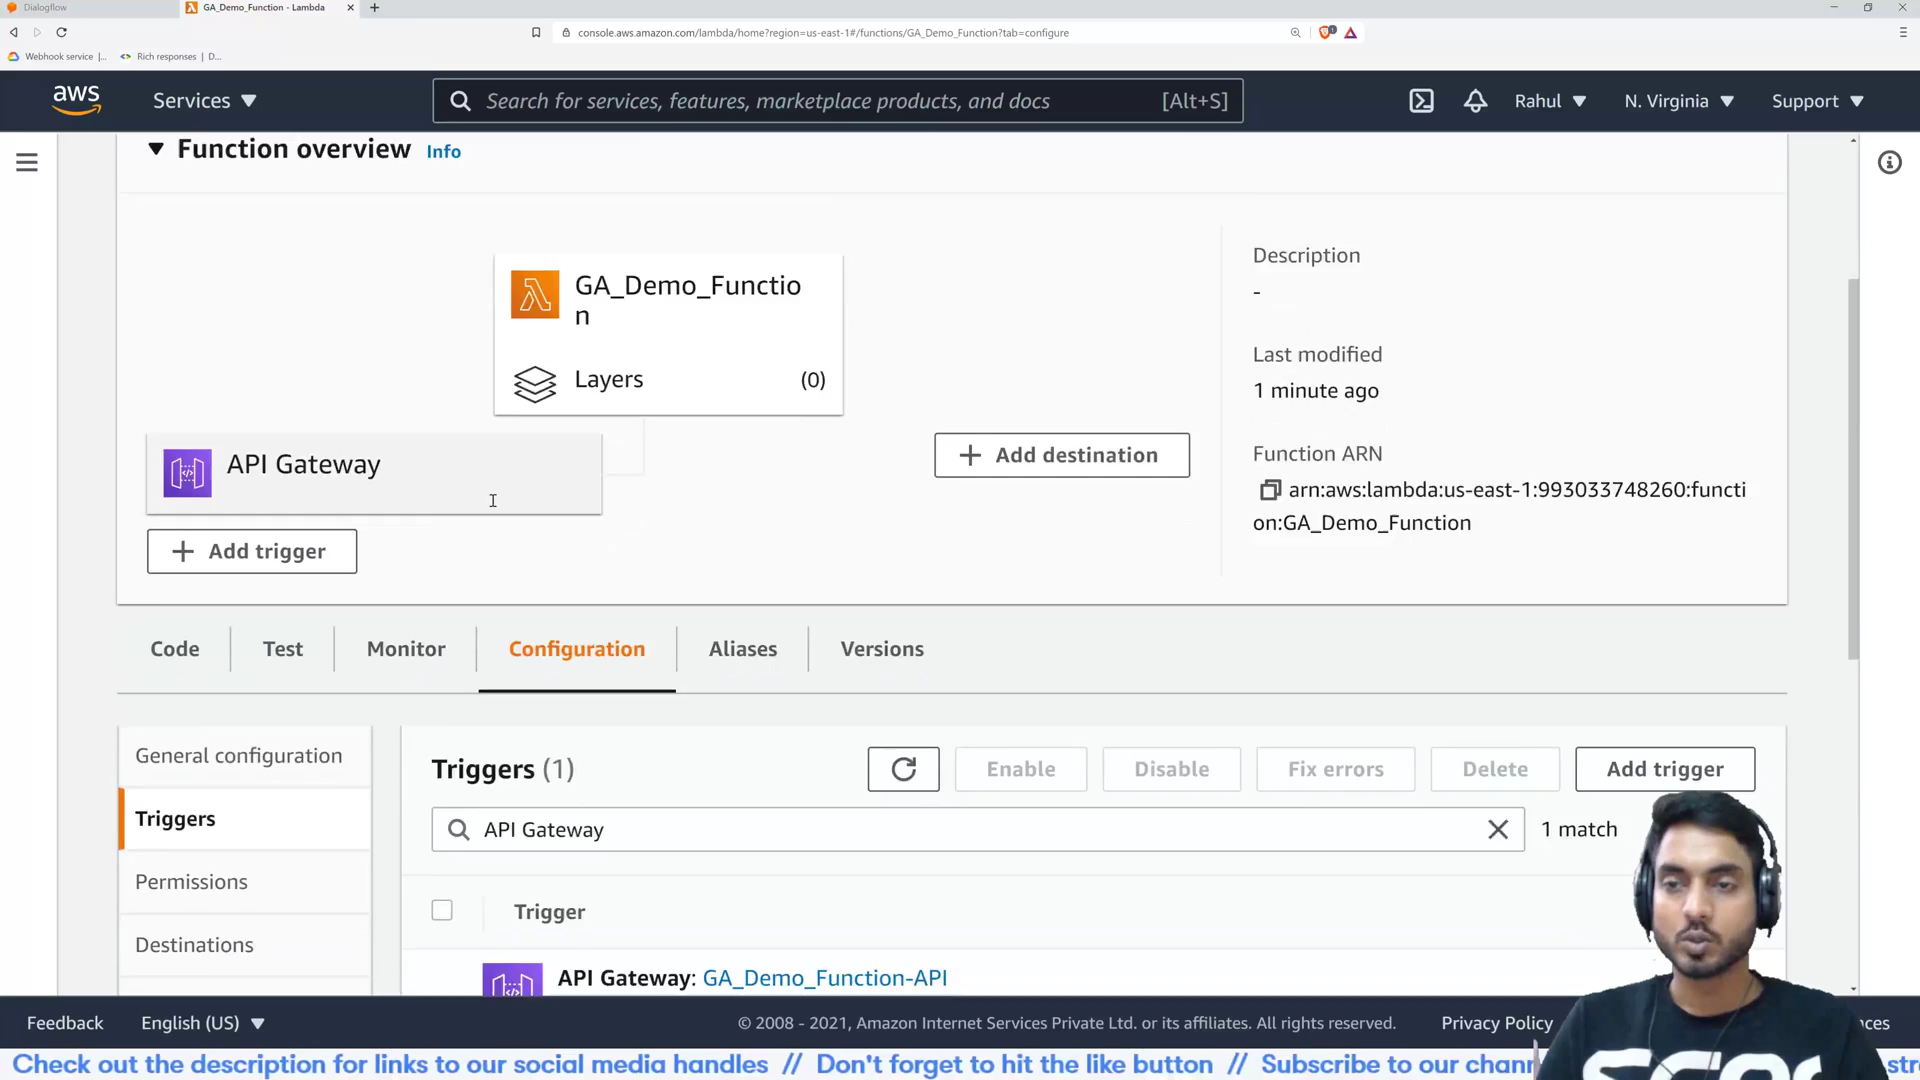 Dialogflow
GA_Demo_Function - Lambda
console.aws.amazon.com/lambda/home?region=us-east-1#/functions/GA_Demo_Function?tab=configure
Webhook service |...
Rich responses | D...
aws
Services
Search for services, features, marketplace products, and docs
[Alt+S]
Rahul
N. Virginia
Support
Function overview
Info
GA_Demo_Functio
n
Layers
(0)
API Gateway
Add destination
Add trigger
Description
-
Last modified
1 minute ago
Function ARN
arn:aws:lambda:us-east-1:993033748260:functi
on:GA_Demo_Function
Code
Test
Monitor
Configuration
Aliases
Versions
General configuration
Triggers
Permissions
Destinations
Triggers (1)
Enable
Disable
Fix errors
Delete
Add trigger
API Gateway
1 match
Trigger
API Gateway: GA_Demo_Function-API
Feedback
English (US)
© 2008 - 2021, Amazon Internet Services Private Ltd. or its affiliates. All rights reserved.
Privacy Policy
Check out the description for links to our social media handles // Don't forget to hit the like button // Subscribe to our chann